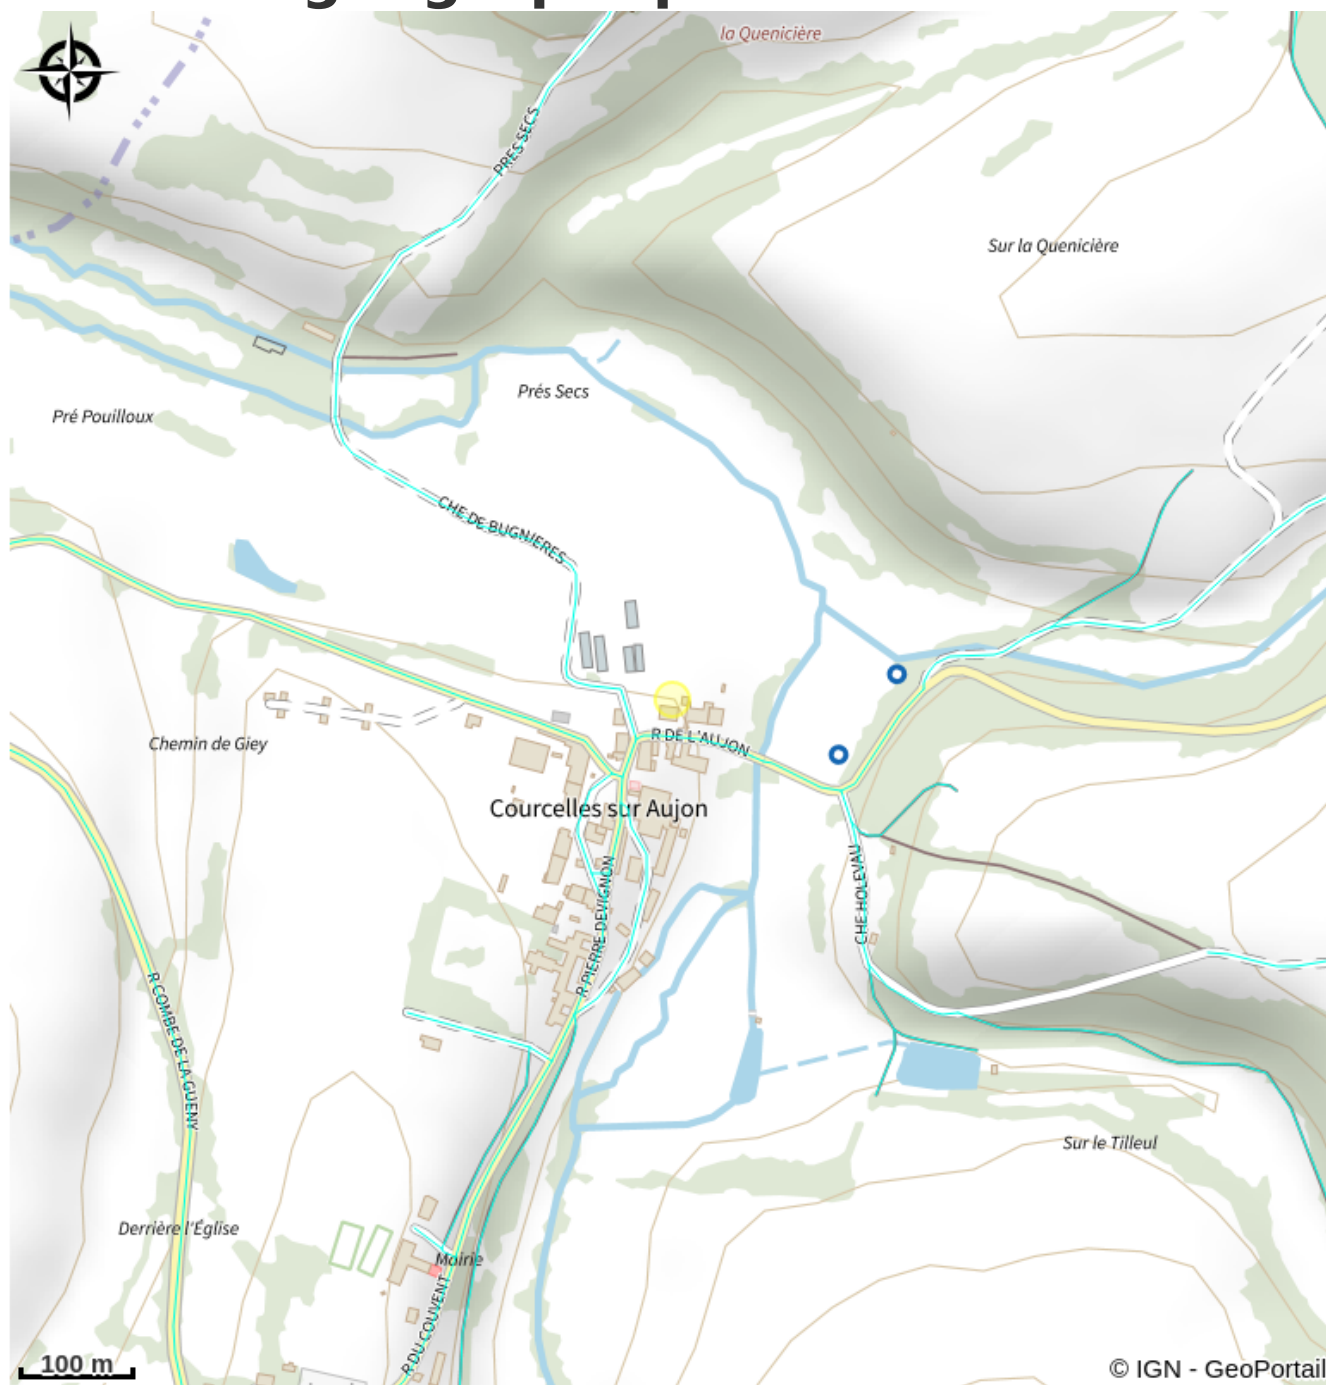 la Quenicière
PRES SECS
Sur la Quenicière
Prés Secs
Pré Pouilloux
CHE DE BUGNIERES
Chemin de Giey
R DE L'AUJON
Courcelles sur Aujon
CHE HOLEVAU
R PIERRE DEVIGNON
R COMBE DE LA GUENY
Sur le Tilleul
Derrière l'Église
Mairie
R DU COUVENT
100 m
© IGN - GeoPortail